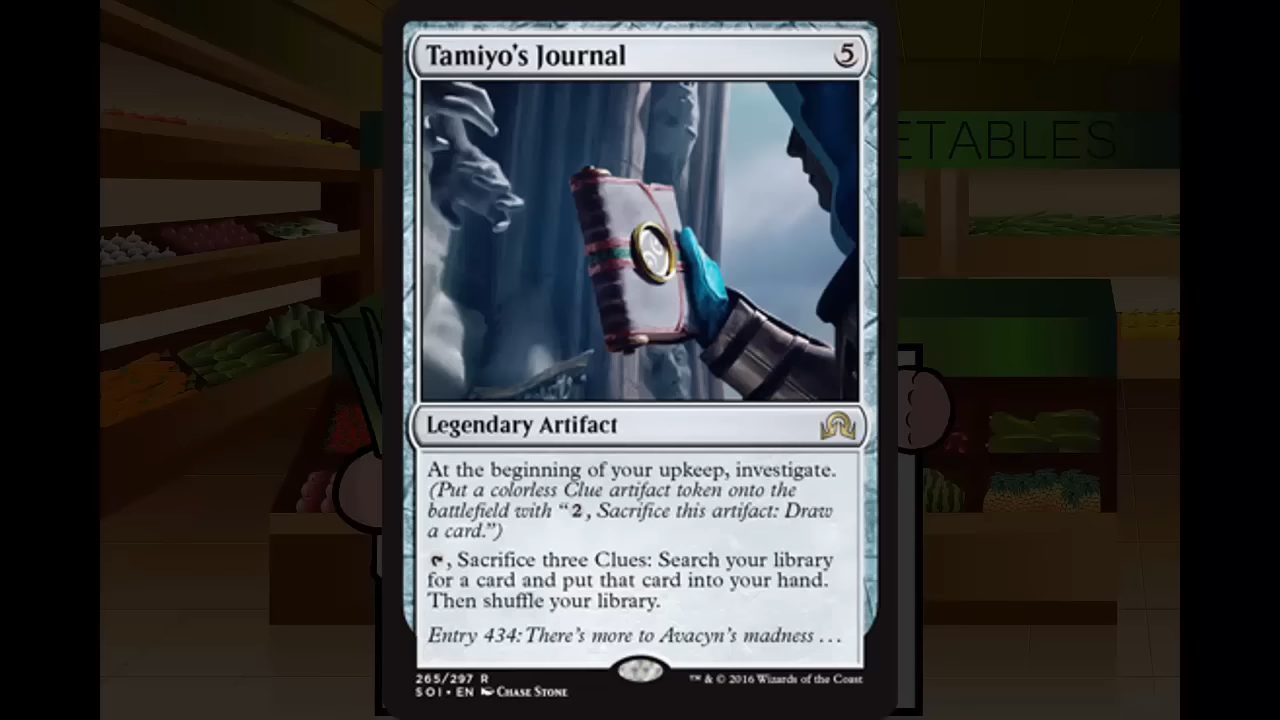 Tamiyo's Journal 5
ETABLES
Legendary Artifact
At the beginning of your upkeep, investigate.
(Put a colorless Clue artifact token onto the
battlefield with “2, Sacrifice this artifact: Draw
a card.”)
, Sacrifice three Clues: Search your library
for a card and put that card into your hand.
Then shuffle your library.
Entry 434: There's more to Avacyn's madness . . .
265/297 R
SOI • EN Chase Stone
™ & © 2016 Wizards of the Coast